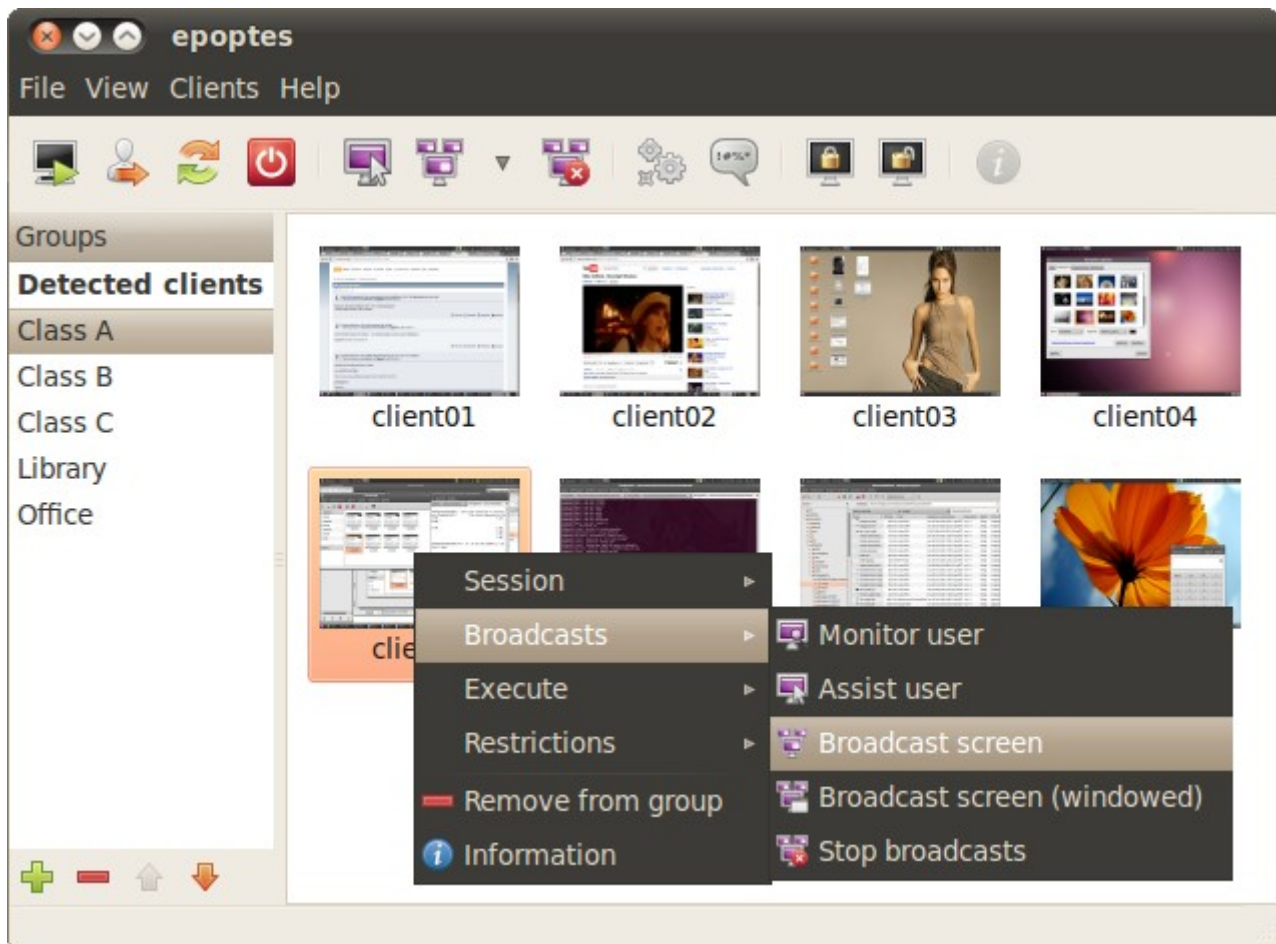 epoptes
File View Clients Help
!@%*
Groups
Detected clients
Class A
Class B
Class C
Library
Office
client01 client02 client03 client04
clie
Session
Broadcasts
Execute
Restrictions
Remove from group
Information
Monitor user
Assist user
Broadcast screen
Broadcast screen (windowed)
Stop broadcasts